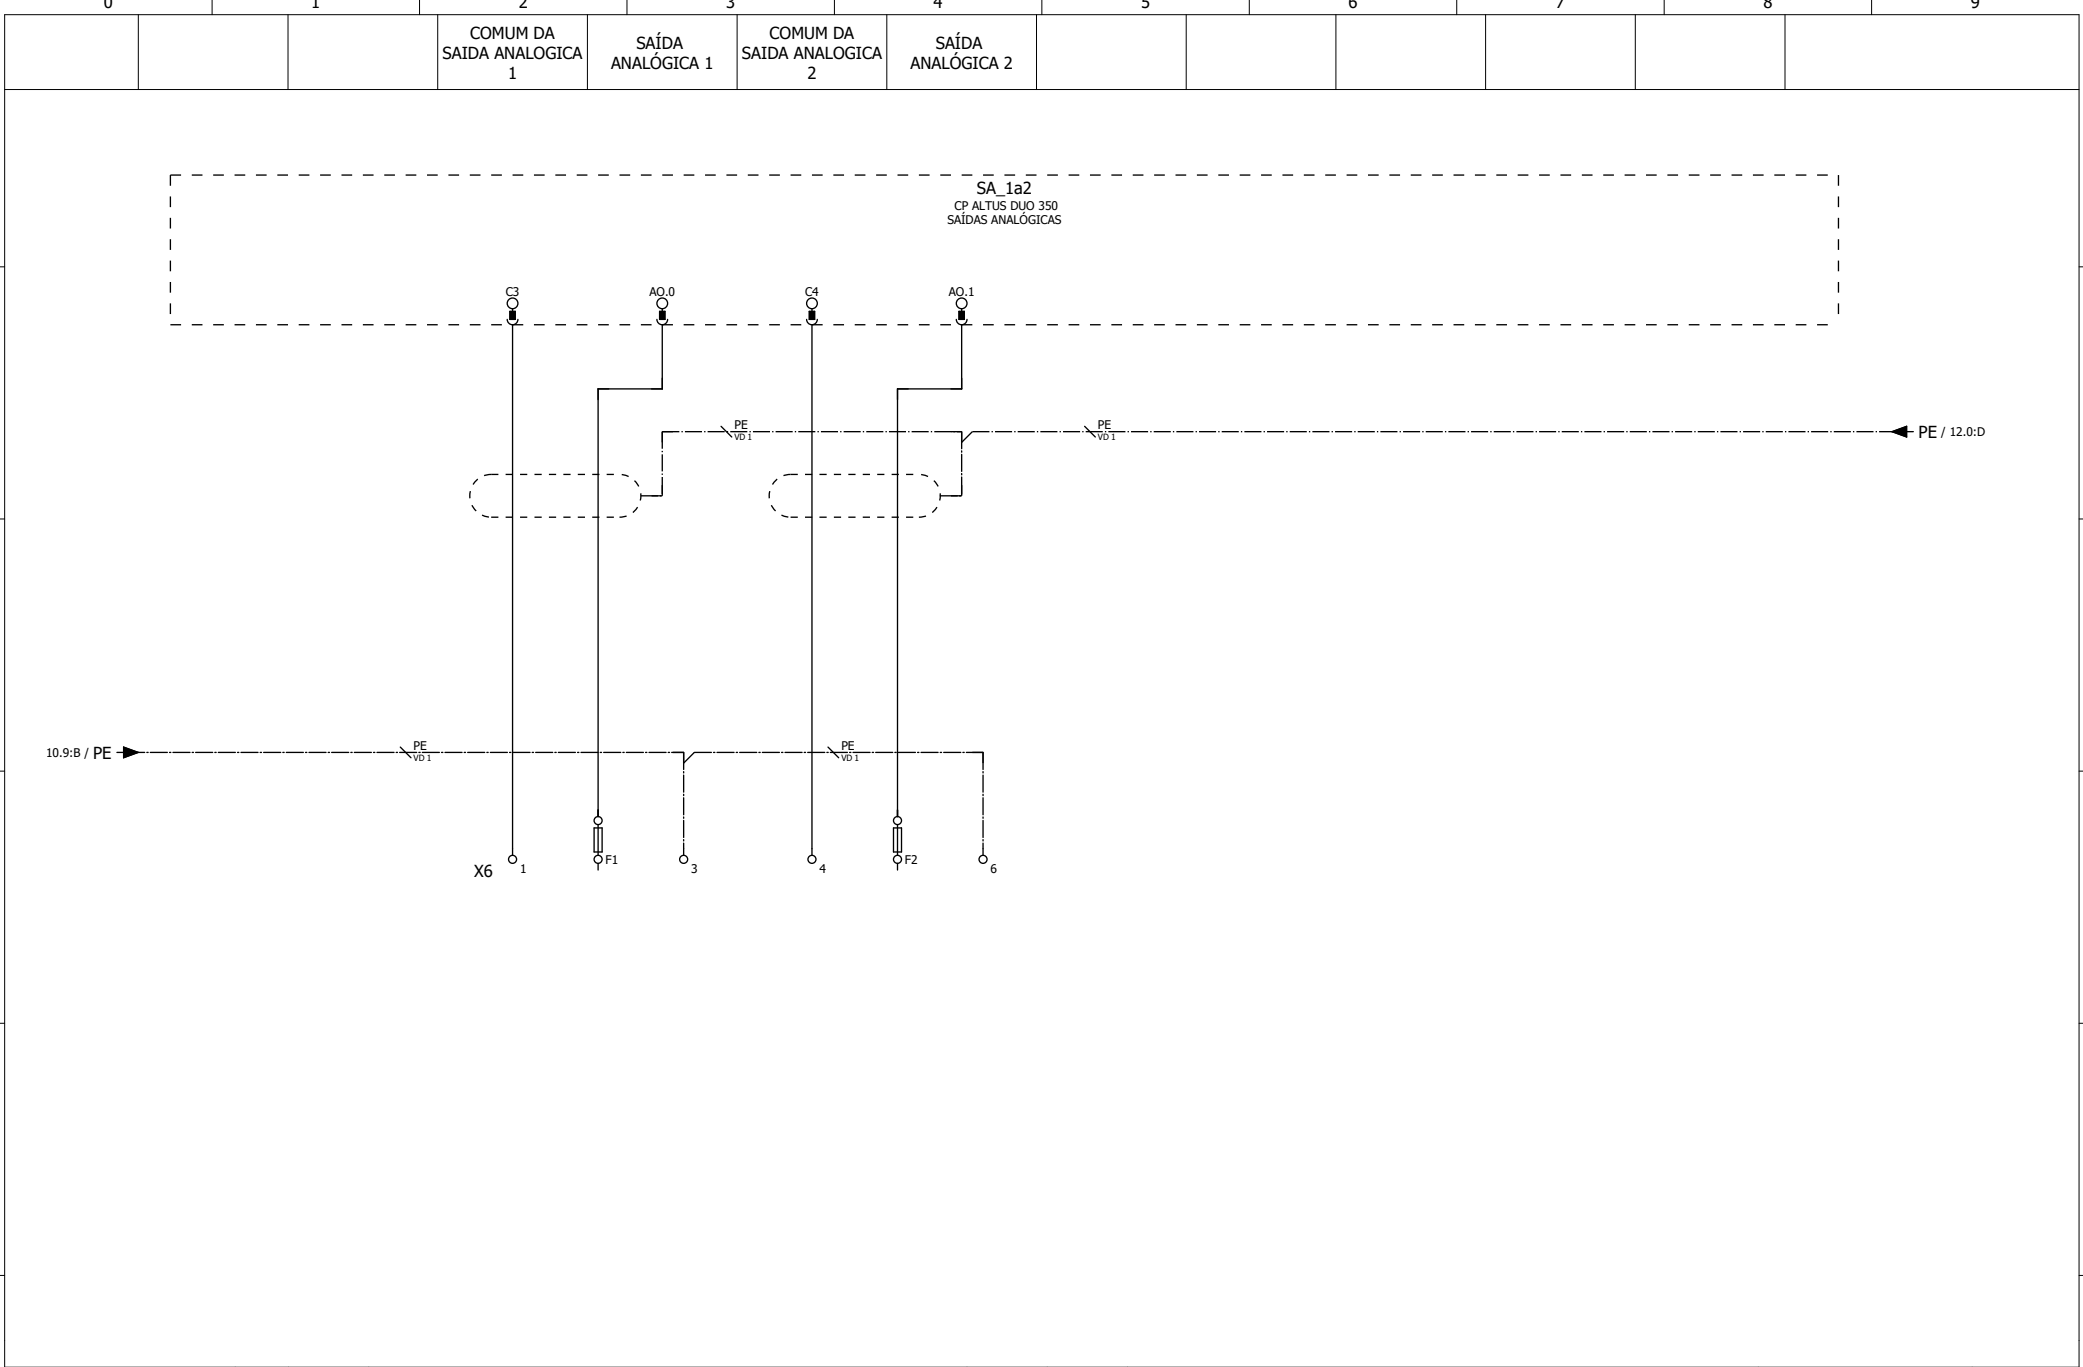 0 1 2 3 4 5 6 7 8 9
COMUM DA
SAIDA ANALOGICA
1
SAÍDA
ANALÓGICA 1
COMUM DA
SAIDA ANALOGICA
2
SAÍDA
ANALÓGICA 2
SA_1a2
CP ALTUS DUO 350
SAÍDAS ANALÓGICAS
C3 AO.0 C4 AO.1
PE
VD 1
PE
VD 1
PE / 12.0:D
10.9:B / PE
PE
VD 1
PE
VD 1
X6 1 F1 3 4 F2 6